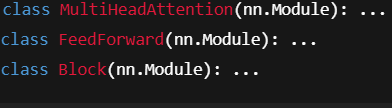 class MultiHeadAttention(nn.Module): ...
class FeedForward(nn.Module): ...
class Block(nn.Module): ...